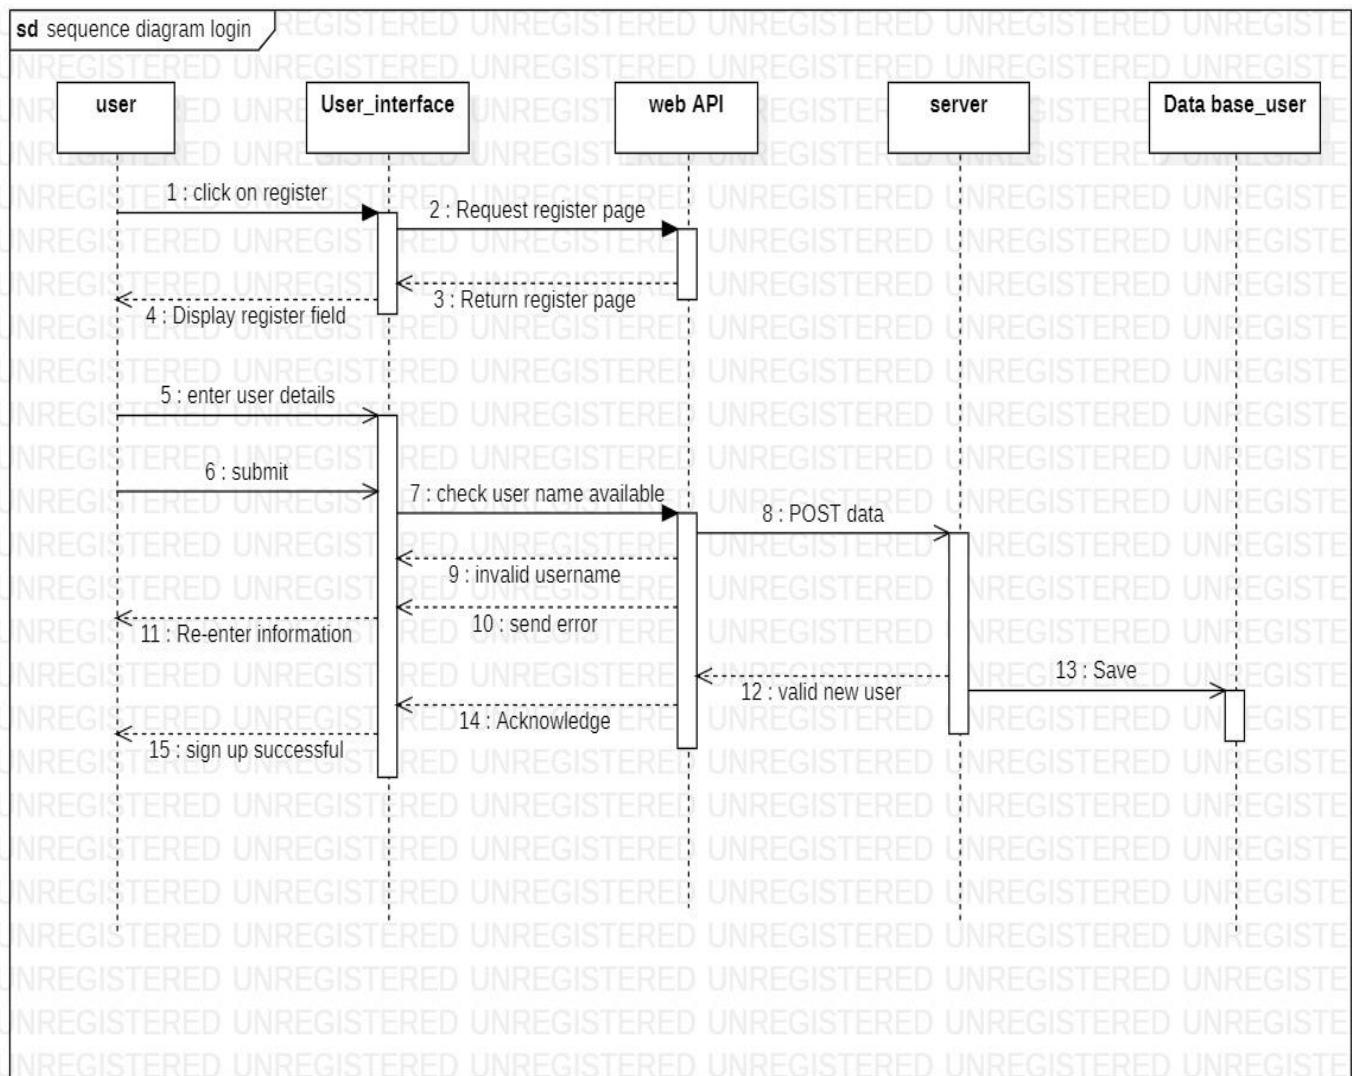 sd sequence diagram login
user
User_interface
web API
server
Data base_user
1 : click on register
2 : Request register page
3 : Return register page
4 : Display register field
5 : enter user details
6 : submit
7 : check user name available
8 : POST data
9 : invalid username
10 : send error
11 : Re-enter information
12 : valid new user
13 : Save
14 : Acknowledge
15 : sign up successful
UNREGISTERED